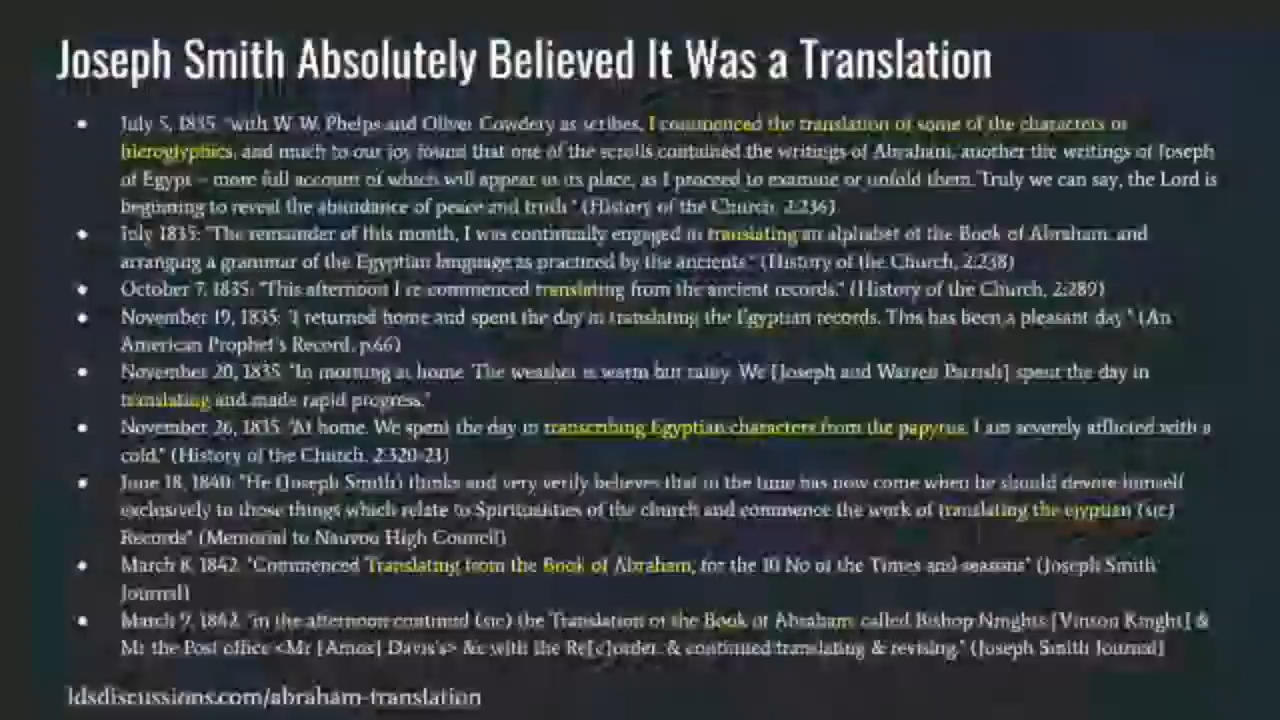 Joseph Smith Absolutely Believed It Was a Translation
• July 5, 1835: "with W. W. Phelps and Oliver Cowdery as scribes, I commenced the translation of some of the characters or
hieroglyphics, and much to our joy found that one of the scrolls contained the writings of Abraham, another the writings of Joseph
of Egypt – more full account of which will appear in its place, as I proceed to examine or unfold them. Truly we can say, the Lord is
beginning to reveal the abundance of peace and truth." (History of the Church, 2:236).
• July 1835: "The remainder of this month, I was continually engaged in translating an alphabet of the Book of Abraham, and
arranging a grammar of the Egyptian language as practiced by the ancients." (History of the Church, 2:238)
• October 7, 1835: "This afternoon I re-commenced translating from the ancient records." (History of the Church, 2:289)
• November 19, 1835: "I returned home and spent the day in translating the Egyptian records. This has been a pleasant day." (An
American Prophet's Record, p.66)
• November 20, 1835: "In morning at home. The weather is warm but rainy. We [Joseph and Warren Parrish] spent the day in
translating and made rapid progress."
• November 26, 1835: "At home. We spent the day in transcribing Egyptian characters from the papyrus. I am severely afflicted with a
cold." (History of the Church, 2:320-21)
• June 18, 1840: "He (Joseph Smith) thinks and very verily believes that in the time has now come when he should devote himself
exclusively to those things which relate to Spiritualities of the church and commence the work of translating the egyptian (sic)
Records" (Memorial to Nauvou High Council)
• March 8, 1842: "Commenced Translating from the Book of Abraham, for the 10 No of the Times and seasons" (Joseph Smith
Journal)
• March 9, 1842: "in the afternoon continud (sic) the Translation of the Book of Abraham. called Bishop Knights [Vinson Knight] &
Mr the Post office <Mr [Amos] Davis's> &c with the Re[c]order. & continued translating & revising." (Joseph Smith Journal)
ldsdiscussions.com/abraham-translation